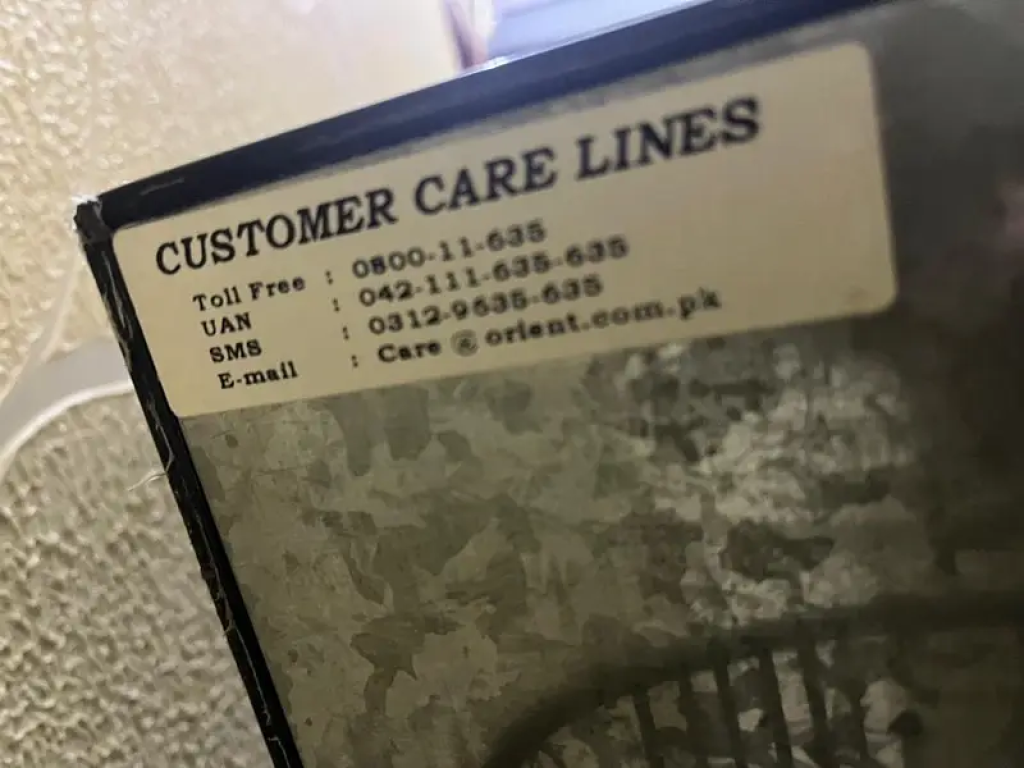 CUSTOMER CARE LINES
Toll Free : 0800-11-635
UAN : 042-111-635-635
SMS : 0312-9635-635
E-mail : Care @ orient.com.pk